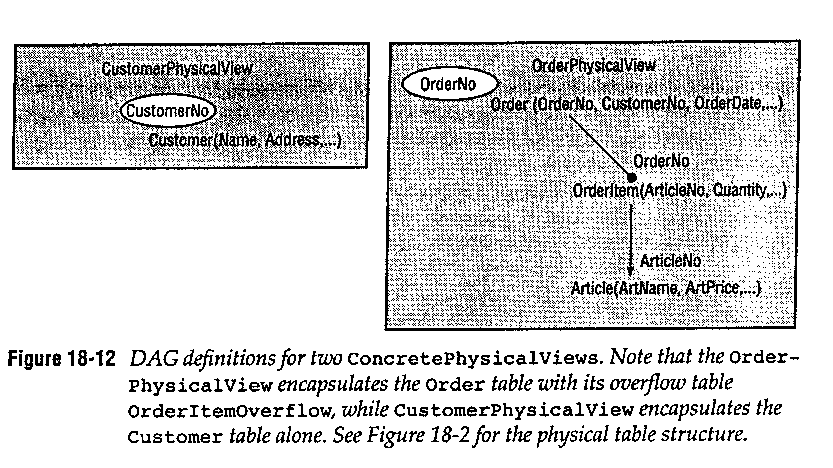 CustomerPhysicalView
CustomerNo
Customer(Name, Address,...)
OrderPhysicalView
OrderNo
Order (OrderNo, CustomerNo, OrderDate,...)
OrderNo
OrderItem(ArticleNo, Quantity,...)
ArticleNo
Article(ArtName, ArtPrice,...)
Figure 18-12 DAG definitions for two ConcretePhysicalViews. Note that the Order-
PhysicalView encapsulates the Order table with its overflow table
OrderItemOverflow, while CustomerPhysicalView encapsulates the
Customer table alone. See Figure 18-2 for the physical table structure.